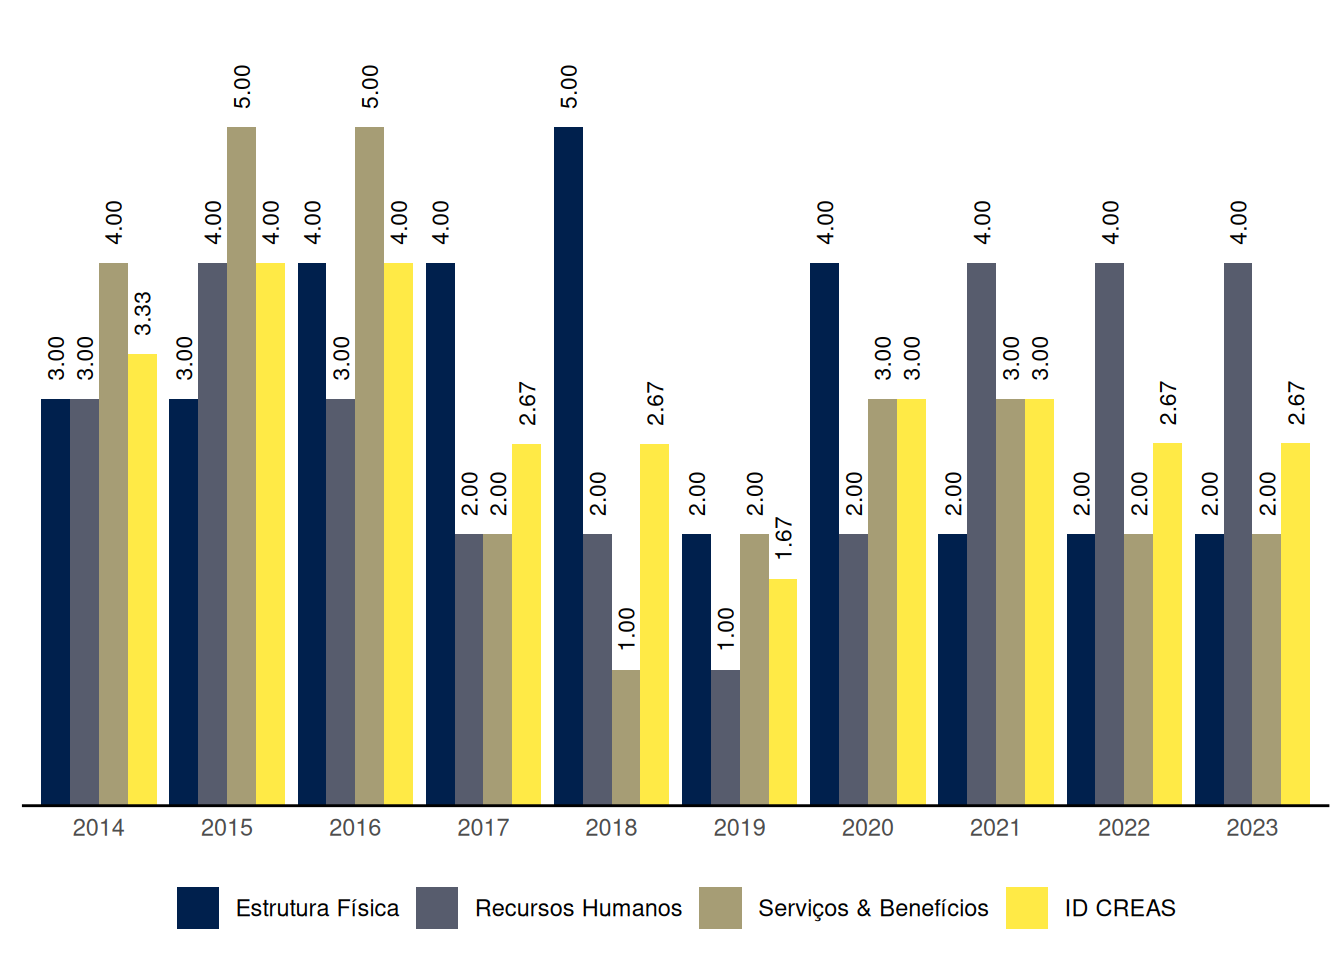 3.00 3.00 4.00 3.33 3.00 4.00 5.00 4.00 4.00 3.00 5.00 4.00 4.00 2.00 2.00 2.67 5.00 2.00 1.00 2.67 2.00 1.00 2.00 1.67 4.00 2.00 3.00 3.00 2.00 4.00 3.00 3.00 2.00 4.00 2.00 2.67 2.00 4.00 2.00 2.67
2014 2015 2016 2017 2018 2019 2020 2021 2022 2023
Estrutura Física Recursos Humanos Serviços & Benefícios ID CREAS